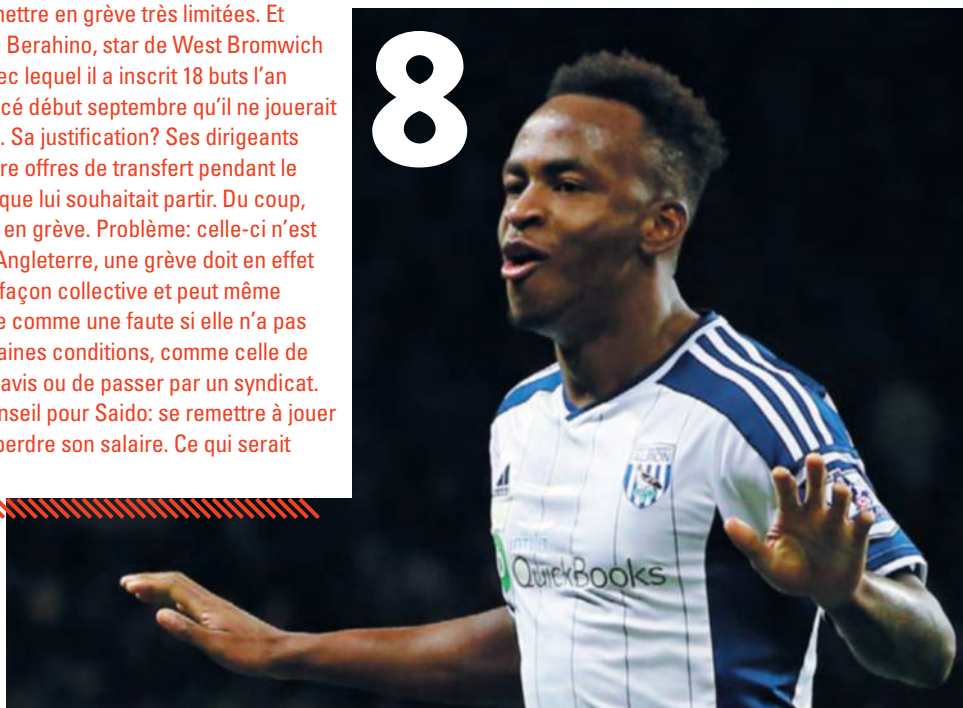 mettre en grève très limitées. Et
Berahino, star de West Bromwich
ec lequel il a inscrit 18 buts l'an
cé début septembre qu'il ne jouerait
. Sa justification? Ses dirigeants
re offres de transfert pendant le
que lui souhaitait partir. Du coup,
en grève. Problème: celle-ci n'est
Angleterre, une grève doit en effet
façon collective et peut même
e comme une faute si elle n'a pas
aines conditions, comme celle de
avis ou de passer par un syndicat.
nseil pour Saido: se remettre à jouer
perdre son salaire. Ce qui serait
8
ALBION
intuit
QuickBooks